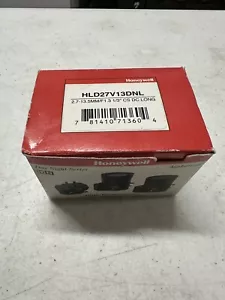 Honeywell
HLD27V13DNL
2.7-13.5MM/F1.3 1/3" CS DC LONG
7 81410 71360 4
Honeywell